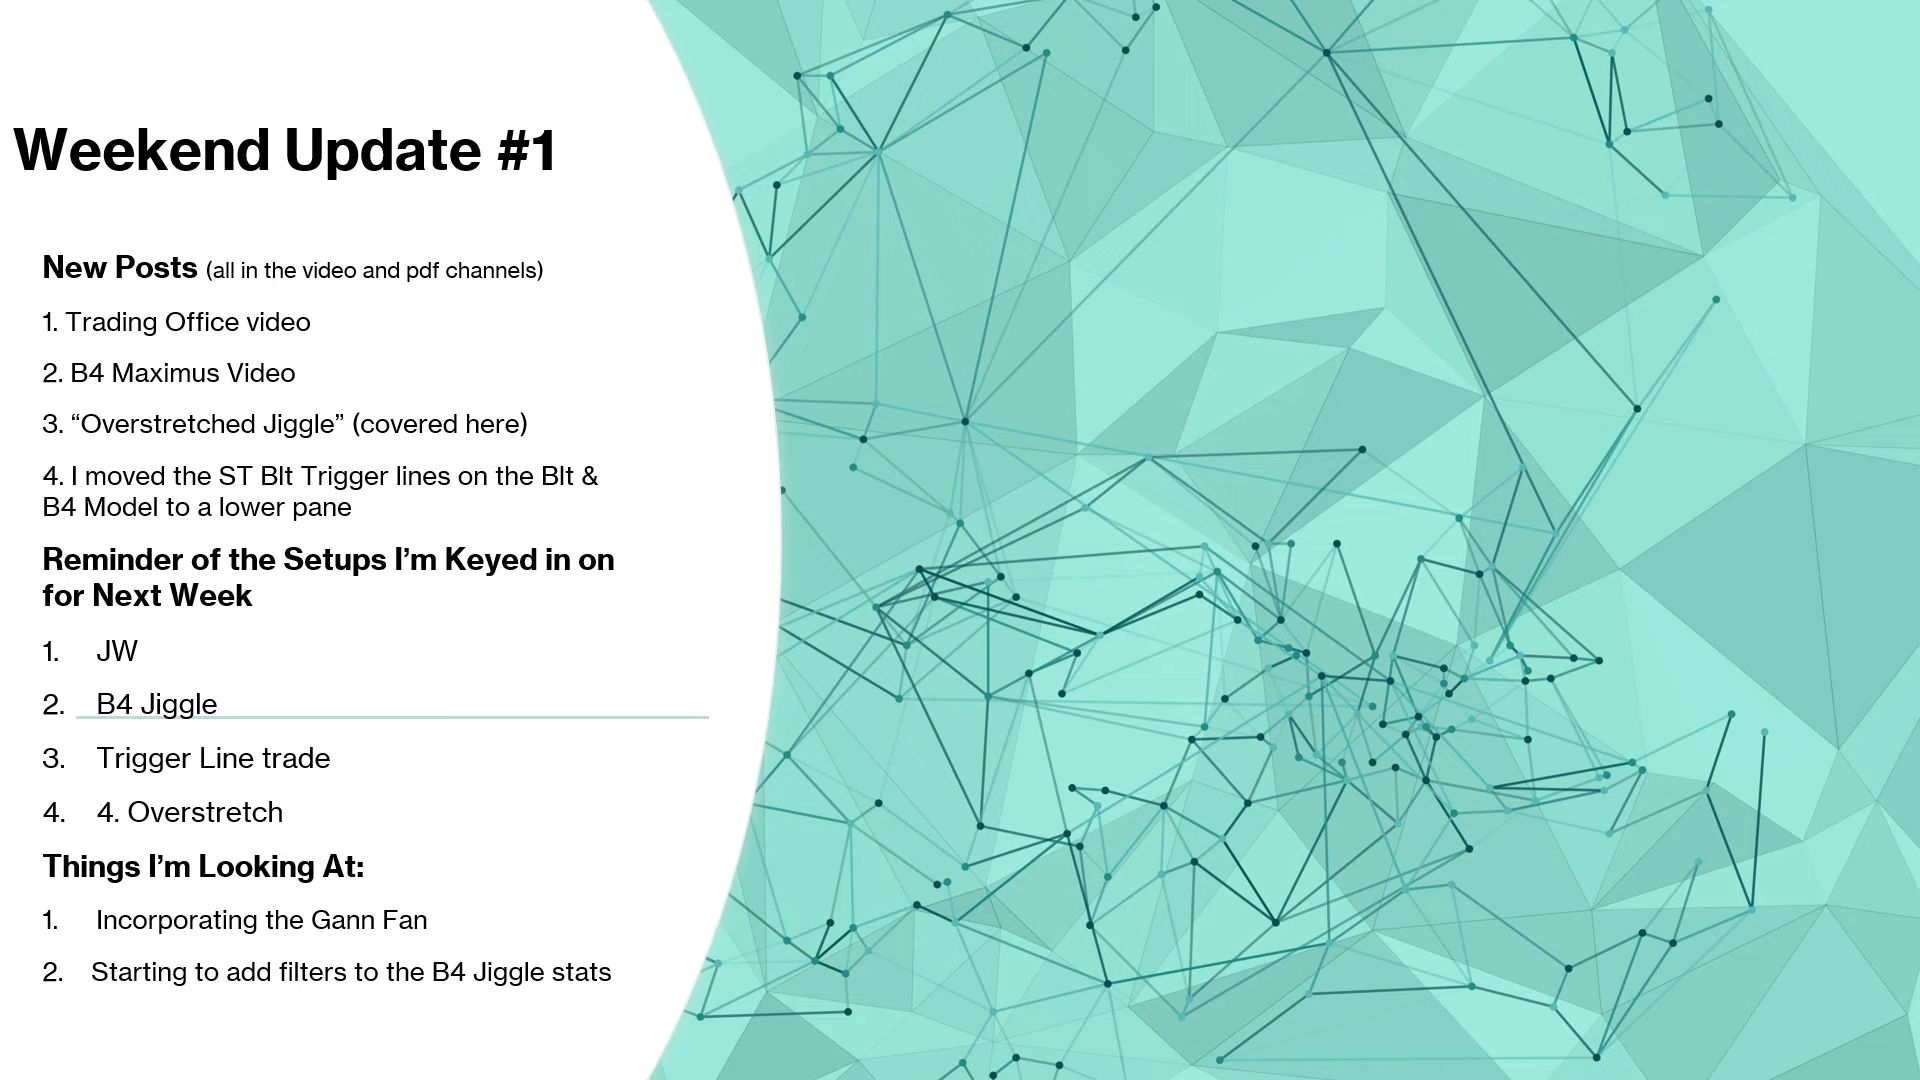 Weekend Update #1
New Posts (all in the video and pdf channels)
1. Trading Office video
2. B4 Maximus Video
3. “Overstretched Jiggle” (covered here)
4. I moved the ST Blt Trigger lines on the Blt &
B4 Model to a lower pane
Reminder of the Setups I’m Keyed in on
for Next Week
1. JW
2. B4 Jiggle
3. Trigger Line trade
4. 4. Overstretch
Things I’m Looking At:
1. Incorporating the Gann Fan
2. Starting to add filters to the B4 Jiggle stats